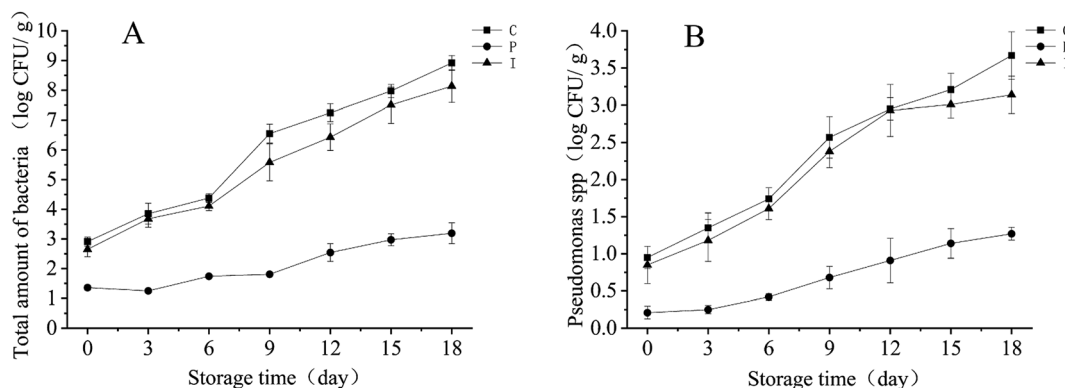 A
C
P
I
Total amount of bacteria (log CFU/ g)
10
9
8
7
6
5
4
3
2
1
0
0 3 6 9 12 15 18
Storage time (day)
B
Pseudomonas spp (log CFU/ g)
4.0
3.5
3.0
2.5
2.0
1.5
1.0
0.5
0.0
0 3 6 9 12 15 18
Storage time (day)